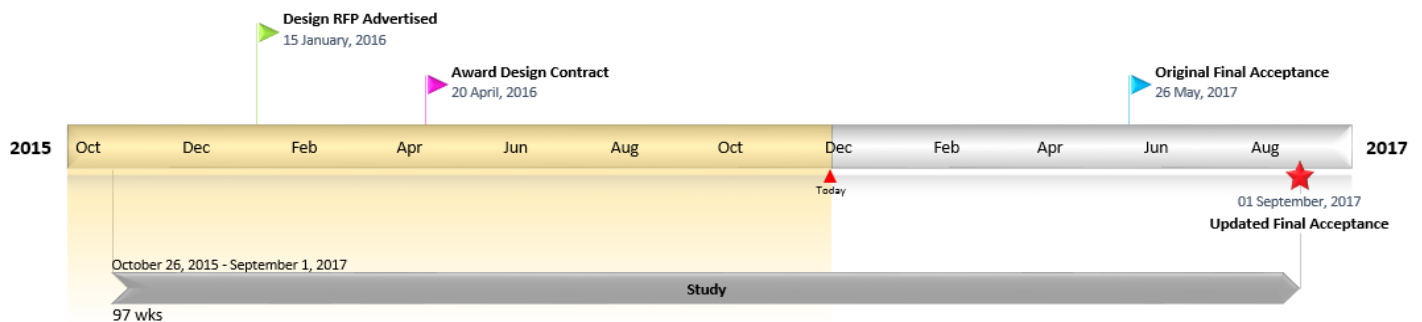 Design RFP Advertised
15 January, 2016
Award Design Contract
20 April, 2016
Original Final Acceptance
26 May, 2017
2015 Oct Dec Feb Apr Jun Aug Oct Dec Feb Apr Jun Aug 2017
Today
01 September, 2017
Updated Final Acceptance
October 26, 2015 - September 1, 2017
Study
97 wks